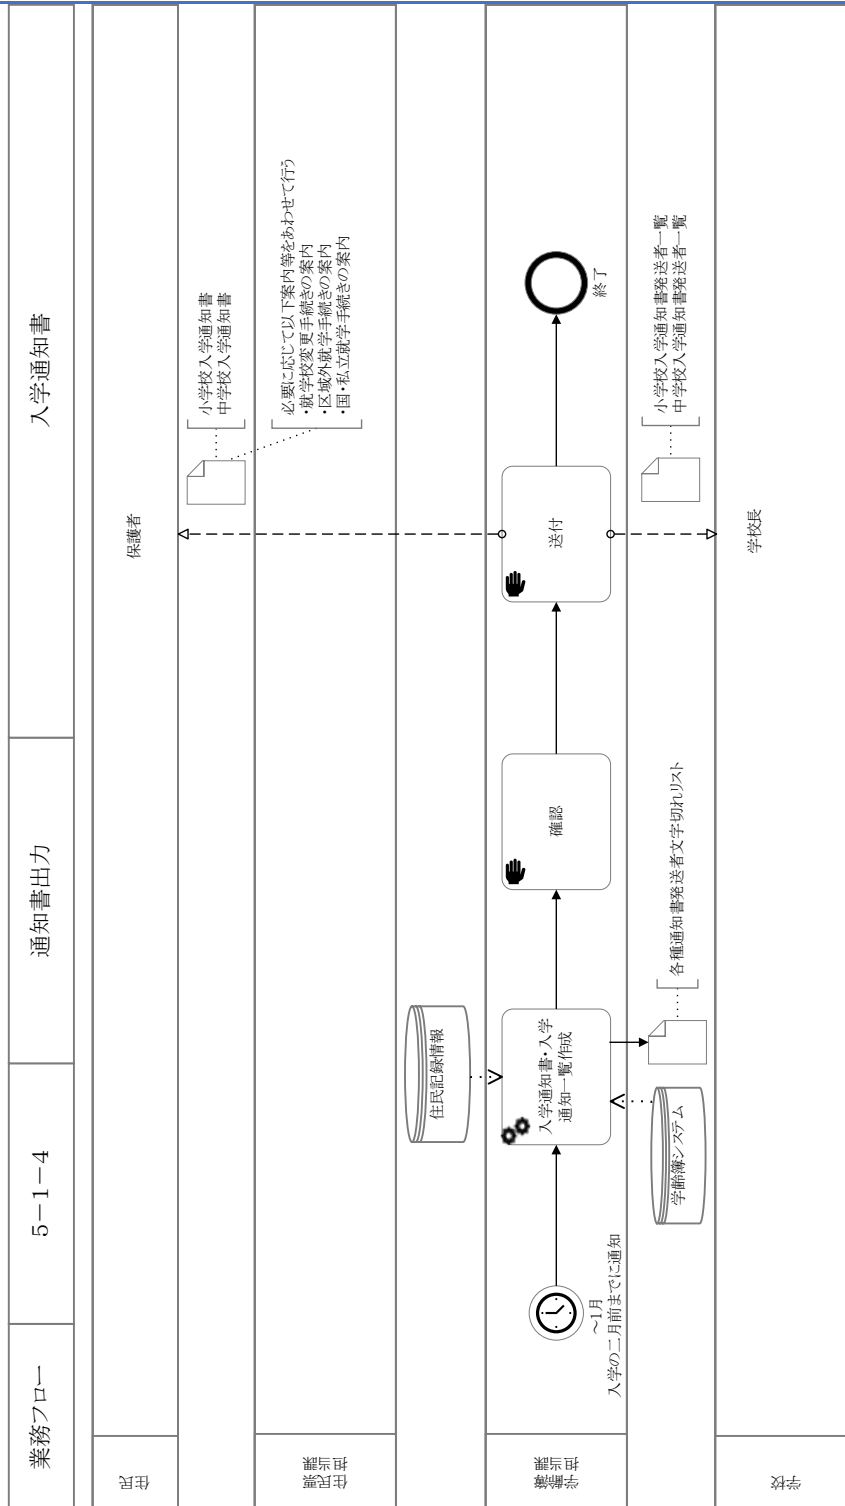 業務フロー
5－1－4
通知書出力
入学通知書
住民
保護者
小学校入学通知書
中学校入学通知書
住民票
担当課
必要に応じて以下案内等をあわせて行う
・就学校変更手続きの案内
・区域外就学手続きの案内
・国・私立就学手続きの案内
住民記録情報
学齢簿
担当課
～1月
入学の二月前までに通知
入学通知書・入学
通知一覧作成
確認
送付
終了
学齢簿システム
各種通知書発送者文字切れリスト
小学校入学通知書発送者一覧
中学校入学通知書発送者一覧
学校
学校長